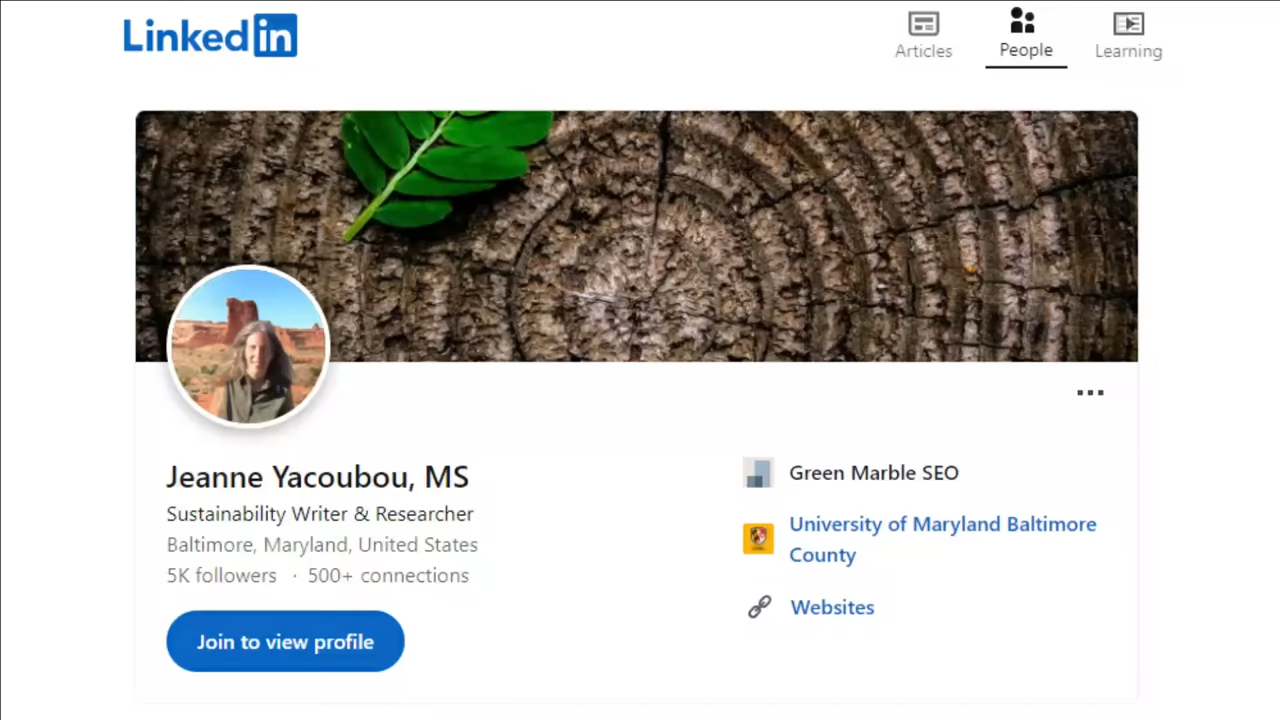 Linkedin
Articles
People
Learning
Jeanne Yacoubou, MS
Sustainability Writer & Researcher
Baltimore, Maryland, United States
5K followers · 500+ connections
Join to view profile
Green Marble SEO
University of Maryland Baltimore
County
Websites